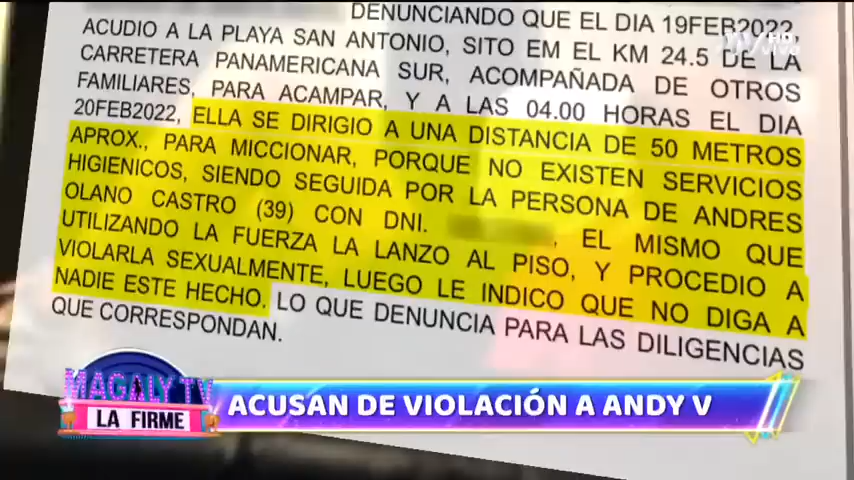 DENUNCIANDO QUE EL DIA 19FEB2022,
ACUDIO A LA PLAYA SAN ANTONIO, SITO EM EL KM 24.5 DE LA
CARRETERA PANAMERICANA SUR, ACOMPAÑADA DE OTROS
FAMILIARES, PARA ACAMPAR, Y A LAS 04.00 HORAS EL DIA
20FEB2022, ELLA SE DIRIGIO A UNA DISTANCIA DE 50 METROS
APROX., PARA MICCIONAR, PORQUE NO EXISTEN SERVICIOS
HIGIENICOS, SIENDO SEGUIDA POR LA PERSONA DE ANDRES
OLANO CASTRO (39) CON DNI. , EL MISMO QUE
UTILIZANDO LA FUERZA LA LANZO AL PISO, Y PROCEDIO A
VIOLARLA SEXUALMENTE, LUEGO LE INDICO QUE NO DIGA A
NADIE ESTE HECHO. LO QUE DENUNCIA PARA LAS DILIGENCIAS
QUE CORRESPONDAN.
MAGALY TV
LA FIRME
ACUSAN DE VIOLACIÓN A ANDY V